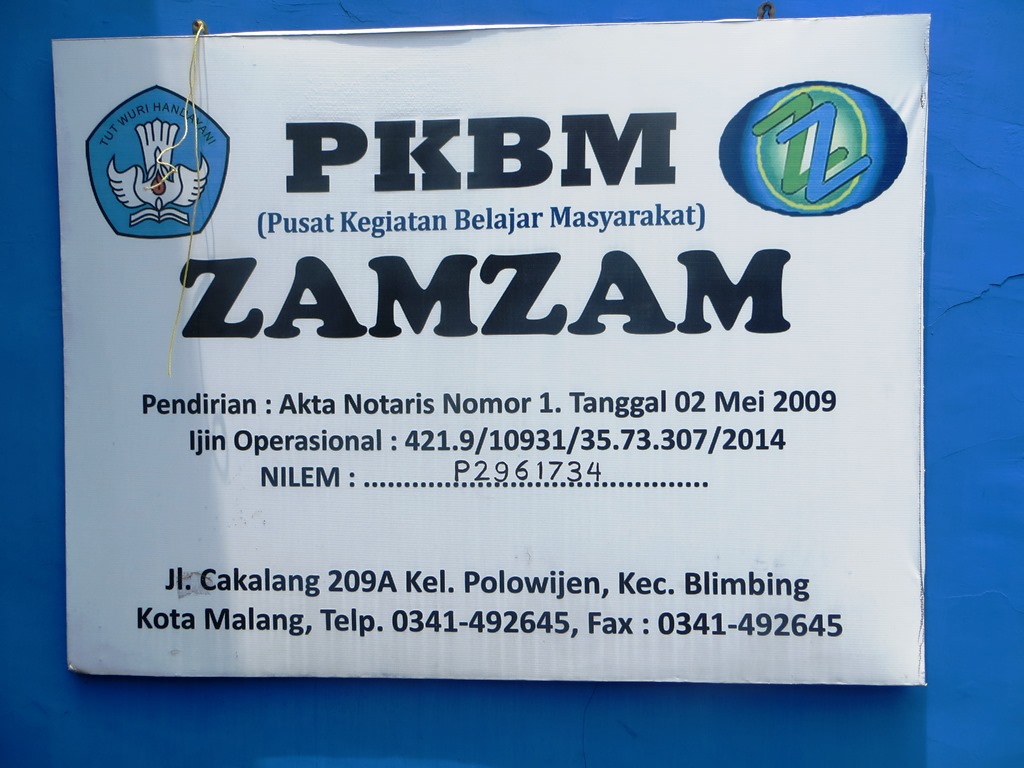 TUT WURI HANDAYANI
PKBM
(Pusat Kegiatan Belajar Masyarakat)
ZAMZAM
Pendirian : Akta Notaris Nomor 1. Tanggal 02 Mei 2009
Ijin Operasional : 421.9/10931/35.73.307/2014
NILEM : ...........P2961734.................
Jl. Cakalang 209A Kel. Polowijen, Kec. Blimbing
Kota Malang, Telp. 0341-492645, Fax : 0341-492645